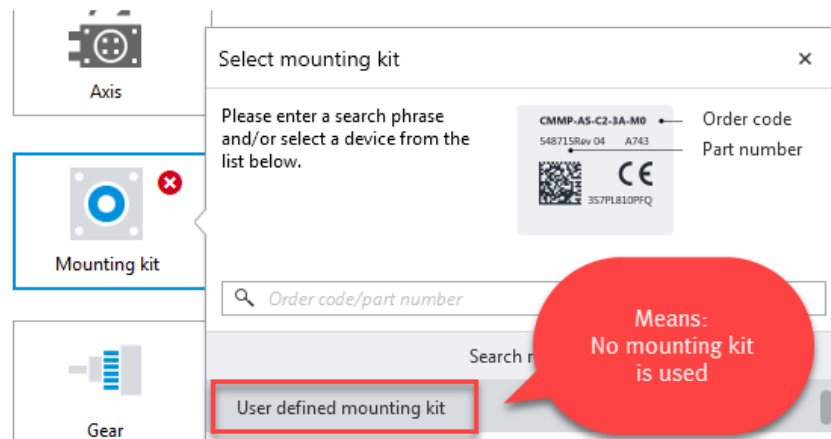 Axis
Select mounting kit
Please enter a search phrase
and/or select a device from the
list below.
CMMP-AS-C2-3A-M0
Order code
548715Rev 04 A743
Part number
CE
3S7PL810PFQ
Mounting kit
Order code/part number
Search r
Means:
No mounting kit
is used
User defined mounting kit
Gear